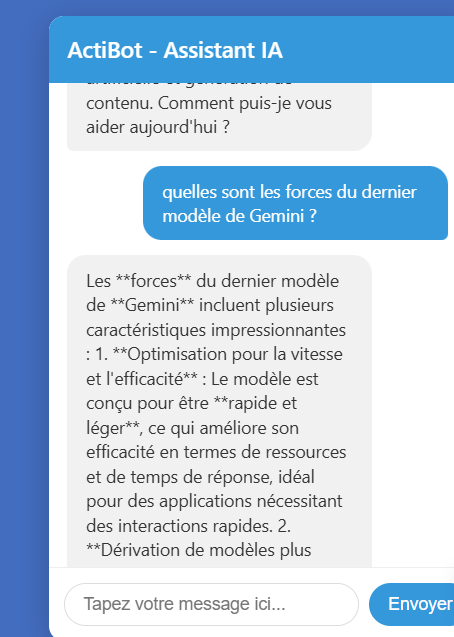 ActiBot - Assistant IA
contenu. Comment puis-je vous
aider aujourd'hui ?
quelles sont les forces du dernier
modèle de Gemini ?
Les **forces** du dernier modèle
de **Gemini** incluent plusieurs
caractéristiques impressionnantes
: 1. **Optimisation pour la vitesse
et l'efficacité** : Le modèle est
conçu pour être **rapide et
léger**, ce qui améliore son
efficacité en termes de ressources
et de temps de réponse, idéal
pour des applications nécessitant
des interactions rapides. 2.
**Dérivation de modèles plus
Tapez votre message ici...
Envoyer